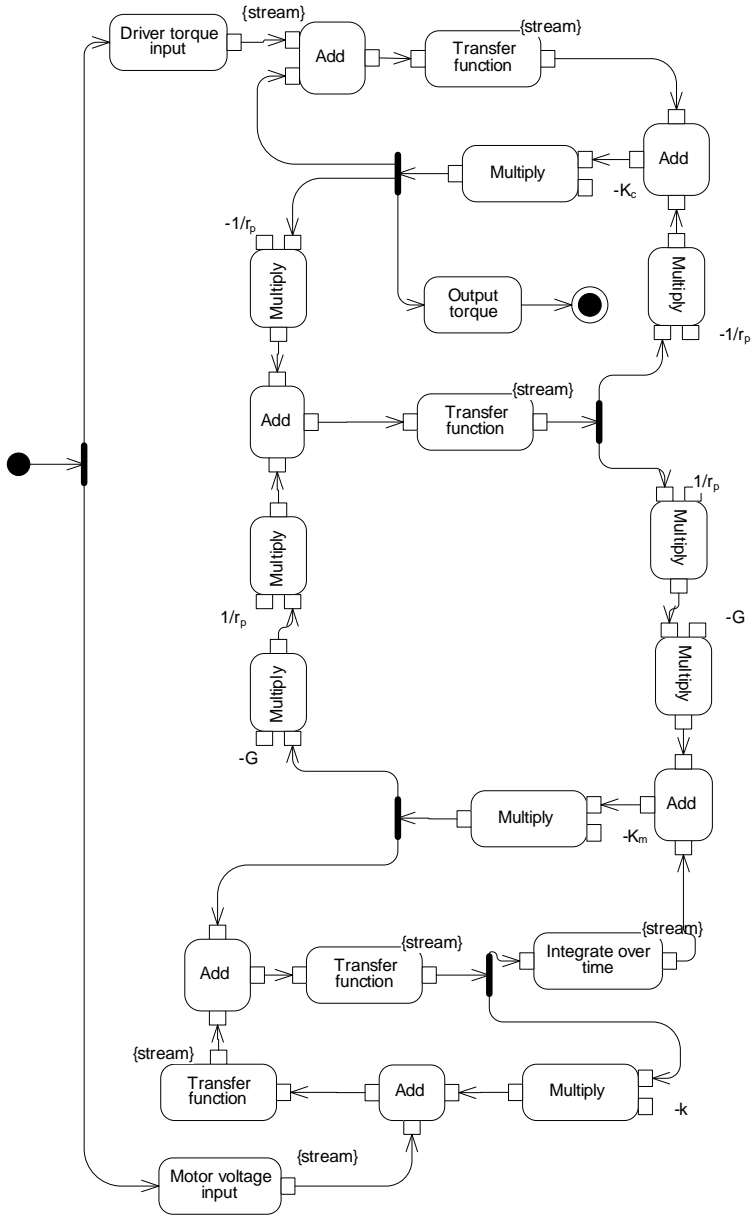 {stream}
Driver torque
input
Add
{stream}
Transfer
function
Add
Multiply
-Kc
-1/rp
Multiply
Multiply
-1/rp
Output
torque
{stream}
Add
Transfer
function
1/rp
Multiply
Multiply
1/rp
-G
Multiply
Multiply
-G
Add
Multiply
-Km
{stream}
{stream}
Add
Transfer
function
Integrate over
time
{stream}
Transfer
function
Add
Multiply
-k
{stream}
Motor voltage
input